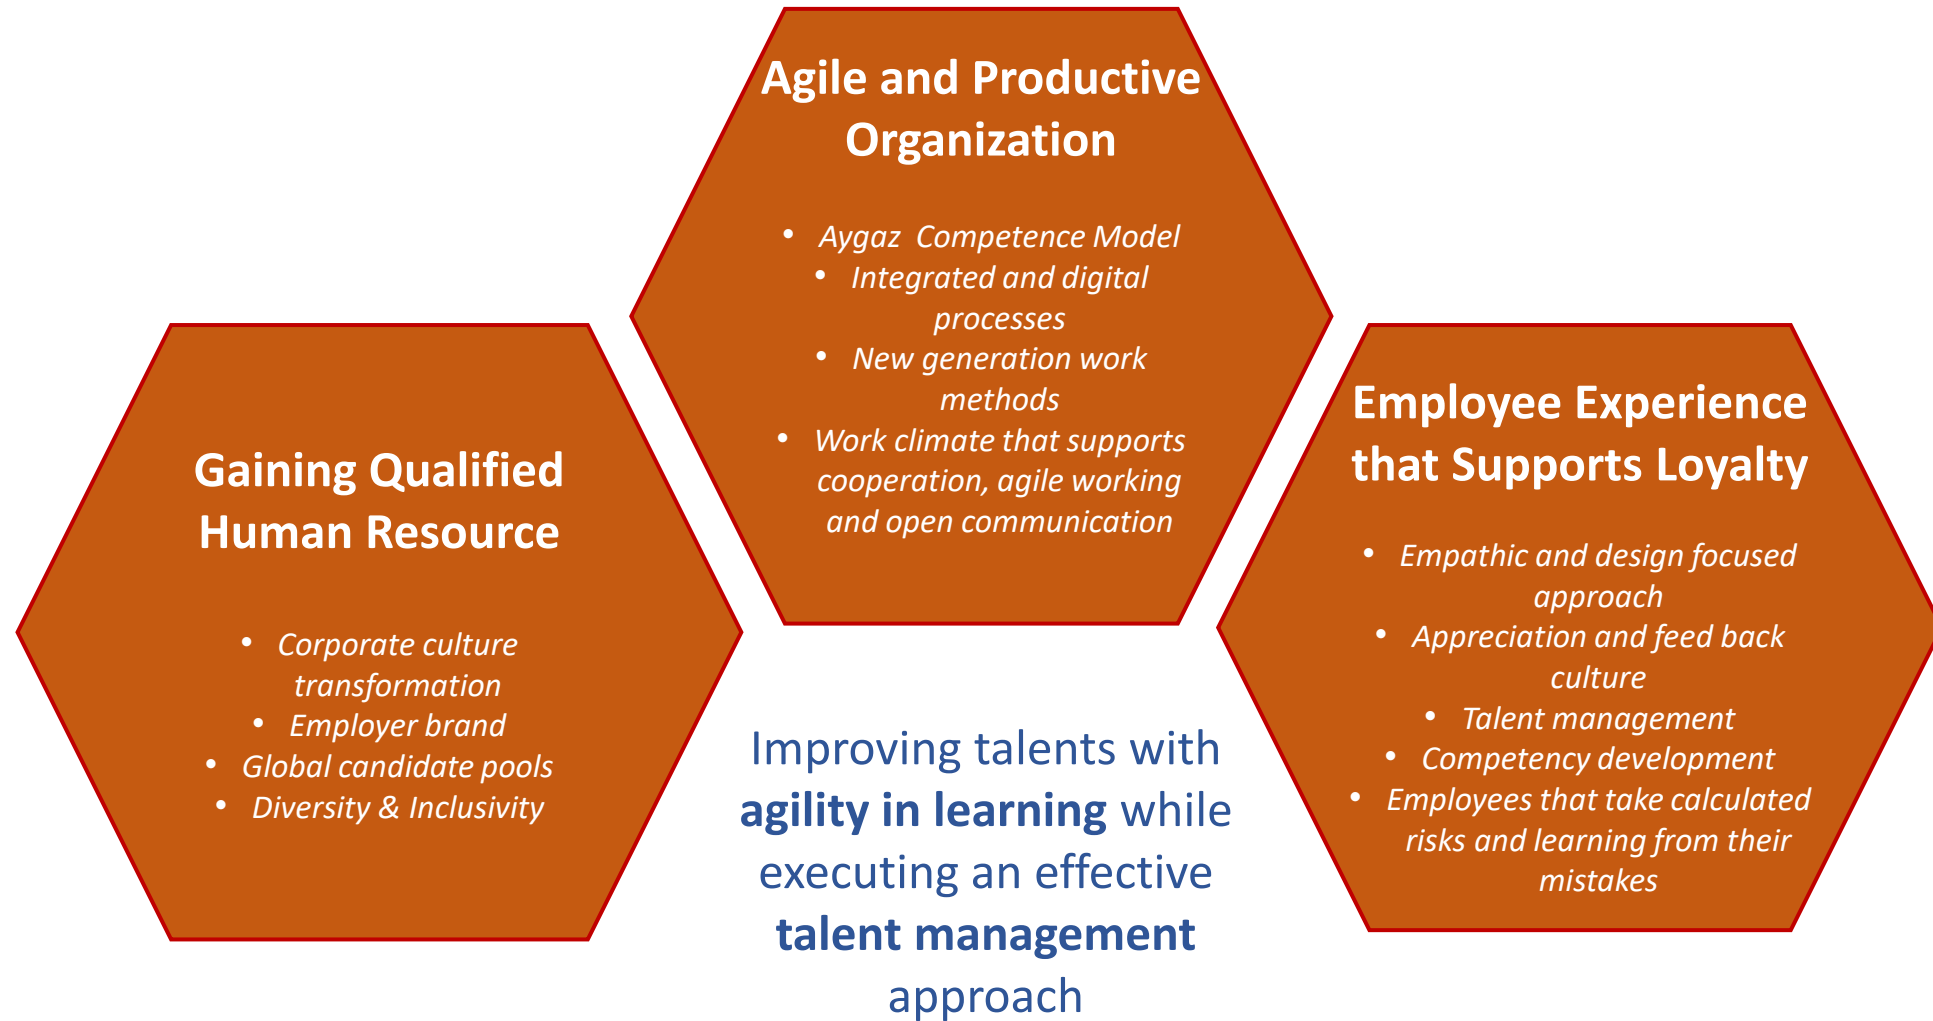 Agile and Productive
Organization
• Aygaz  Competence Model
• Integrated and digital
processes
• New generation work
methods
• Work climate that supports
cooperation, agile working
and open communication
Gaining Qualified
Human Resource
• Corporate culture
transformation
• Employer brand
• Global candidate pools
• Diversity & Inclusivity
Employee Experience
that Supports Loyalty
• Empathic and design focused
approach
• Appreciation and feed back
culture
• Talent management
• Competency development
• Employees that take calculated
risks and learning from their
mistakes
Improving talents with
agility in learning while
executing an effective
talent management
approach